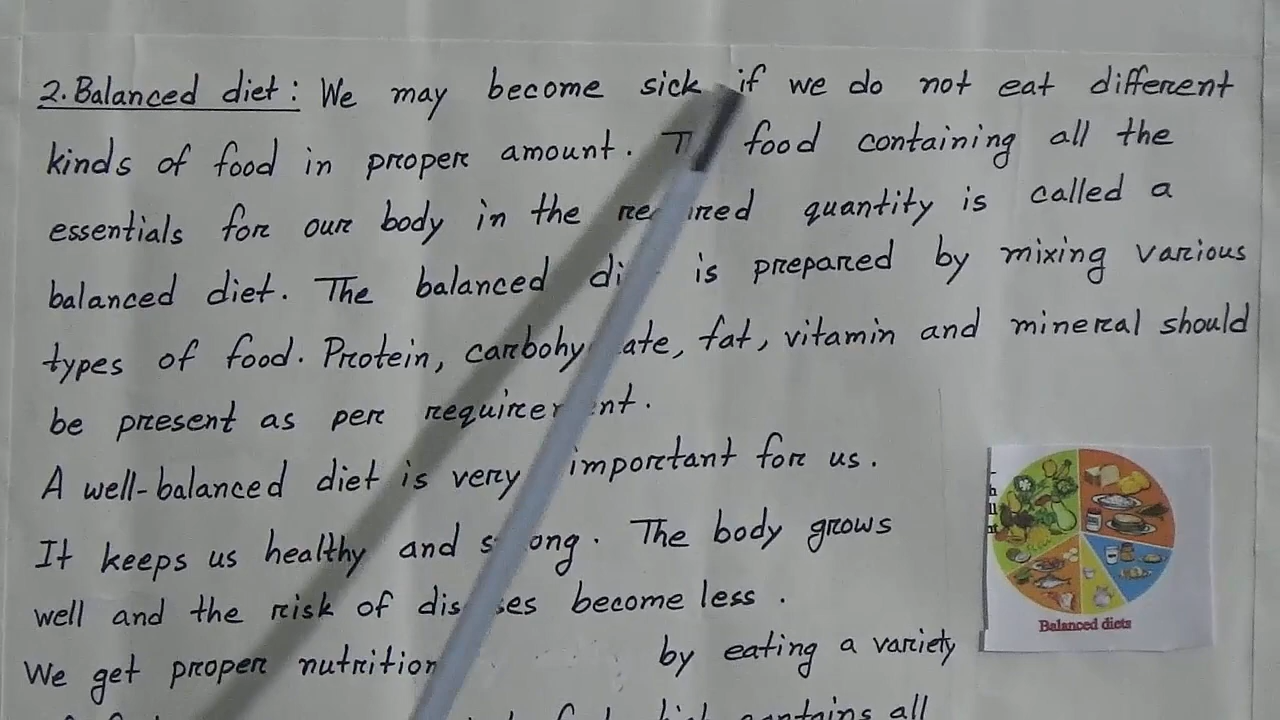 2. Balanced diet: We may become sick if we do not eat different
kinds of food in proper amount. food containing all the
essentials for our body in the quantity is called a
balanced diet. The balanced is prepared by mixing various
types of food. Protein, fat, vitamin and mineral should
be present as per
A well-balanced diet is very important for us.
It keeps us healthy and The body grows
well and the risk of become less.
We get proper nutrition by eating a variety
contains all
Balanced diets